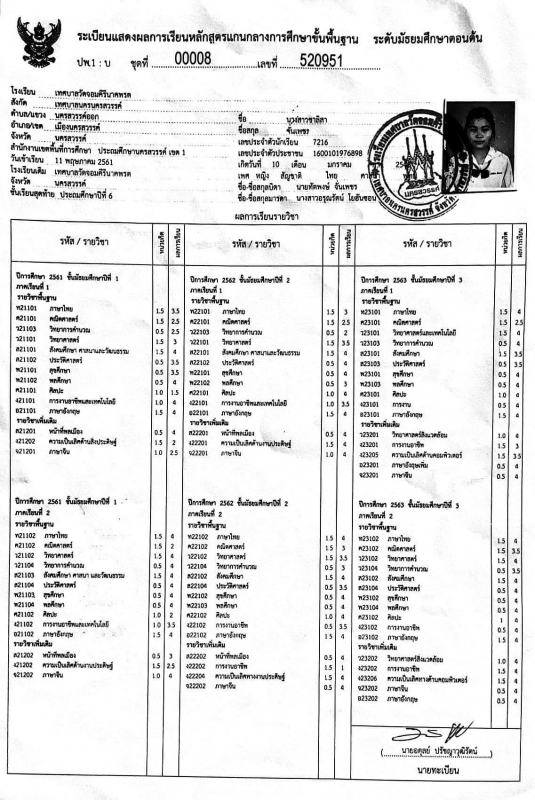 ระเบียนแสดงผลการเรียนหลักสูตรแกนกลางการศึกษาขั้นพื้นฐาน ระดับมัธยมศึกษาตอนต้น
ปพ.1 : บ ชุดที่ 00008 เลขที่ 520951
โรงเรียน เทศบาลวัดจอมคีรีนาคพรต
สังกัด เทศบาลนครนครสวรรค์
ตำบล/แขวง นครสวรรค์ออก
อำเภอ/เขต เมืองนครสวรรค์
จังหวัด นครสวรรค์
สำนักงานเขตพื้นที่การศึกษา ประถมศึกษานครสวรรค์ เขต 1
วันเข้าเรียน 11 พฤษภาคม 2561
โรงเรียนเดิม เทศบาลวัดจอมคีรีนาคพรต
จังหวัด นครสวรรค์
ชั้นเรียนสุดท้าย ประถมศึกษาปีที่ 6
ชื่อ นางสาวชาลิสา
ชื่อสกุล จั่นเพชร
เลขประจำตัวนักเรียน 7216
เลขประจำตัวประชาชน 1600101976898
เกิดวันที่ 10 เดือน มกราคม
เพศ หญิง สัญชาติ ไทย
ชื่อ-ชื่อสกุลบิดา นายทัดพงษ์ จั่นเพชร
ชื่อ-ชื่อสกุลมารดา นางสาวอรุณรัตน์
ผลการเรียนรายวิชา
รหัส / รายวิชา หน่วยกิต ผลการเรียน
ปีการศึกษา 2561 ชั้นมัธยมศึกษาปีที่ 1
ภาคเรียนที่ 1
รายวิชาพื้นฐาน
ท21101 ภาษาไทย 1.5 3.5
ค21101 คณิตศาสตร์ 1.5 2.5
ว21103 วิทยาการคำนวณ 0.5 2.5
ว21101 วิทยาศาสตร์ 1.5 3
ส21101 สังคมศึกษา ศาสนาและวัฒนธรรม 1.5 4
ส21102 ประวัติศาสตร์ 0.5 3.5
พ21101 สุขศึกษา 0.5 3.5
พ21102 พลศึกษา 0.5 4
ศ21101 ศิลปะ 1.0 1.5
ง21101 การงานอาชีพและเทคโนโลยี 1.0 4
อ21101 ภาษาอังกฤษ 1.5 4
รายวิชาเพิ่มเติม
ส21201 หน้าที่พลเมือง 0.5 4
ง21202 ความเป็นเลิศด้านสิ่งประดิษฐ์ 1.5 2
จ21201 ภาษาจีน 1.0 2.5
ปีการศึกษา 2561 ชั้นมัธยมศึกษาปีที่ 1
ภาคเรียนที่ 2
รายวิชาพื้นฐาน
ท21102 ภาษาไทย 1.5 4
ค21102 คณิตศาสตร์ 1.5 2
ว21102 วิทยาศาสตร์ 1.5 4
ว21104 วิทยาการคำนวณ 0.5 4
ส21103 สังคมศึกษา ศาสนา และวัฒนธรรม 1.5 4
ส21104 ประวัติศาสตร์ 0.5 4
พ21103 สุขศึกษา 0.5 4
พ21104 พลศึกษา 0.5 4
ศ21102 ศิลปะ 1.0 2
ง21102 การงานอาชีพและเทคโนโลยี 1.0 3.5
อ21102 ภาษาอังกฤษ 1.5 4
รายวิชาเพิ่มเติม
ส21202 หน้าที่พลเมือง 0.5 3
ง21202 ความเป็นเลิศด้านงานประดิษฐ์ 1.5 2.5
จ21202 ภาษาจีน 1.0 4
รหัส / รายวิชา หน่วยกิต ผลการเรียน
ปีการศึกษา 2562 ชั้นมัธยมศึกษาปีที่ 2
ภาคเรียนที่ 1
รายวิชาพื้นฐาน
ท22101 ภาษาไทย 1.5 3
ค22101 คณิตศาสตร์ 1.5 2.5
ว22103 วิทยาการคำนวณ 0.5 2
ว22101 วิทยาศาสตร์ 1.5 3.5
ส22101 สังคมศึกษา ศาสนาและวัฒนธรรม 1.5 4
ส22102 ประวัติศาสตร์ 0.5 4
พ22101 สุขศึกษา 0.5 4
พ22102 พลศึกษา 0.5 3
ศ22101 ศิลปะ 1.0 4
ง22101 การงานอาชีพและเทคโนโลยี 1.0 3.5
อ22101 ภาษาอังกฤษ 1.5 4
รายวิชาเพิ่มเติม
ส22201 หน้าที่พลเมือง 0.5 4
ง22201 ความเป็นเลิศด้านงานประดิษฐ์ 1.5 4
จ22201 ภาษาจีน 1.0 4
ปีการศึกษา 2562 ชั้นมัธยมศึกษาปีที่ 2
ภาคเรียนที่ 2
รายวิชาพื้นฐาน
ท22102 ภาษาไทย 1.5 4
ค22102 คณิตศาสตร์ 1.5 3
ว22102 วิทยาศาสตร์ 1.5 4
ว22104 วิทยาการคำนวณ 0.5 3
ส22102 สังคมศึกษา 1.5 4
ส22104 ประวัติศาสตร์ 0.5 4
พ22102 สุขศึกษา 0.5 4
พ22103 พลศึกษา 0.5 4
ศ22102 ศิลปะ 1.0 4
ง22102 การงานอาชีพ 0.5 3.5
อ22102 ภาษาอังกฤษ 1.5 4
รายวิชาเพิ่มเติม
ส22202 หน้าที่พลเมือง 0.5 4
ง22202 การงานอาชีพ 1.5 1
ง22204 ความเป็นเลิศทางงานประดิษฐ์ 0.5 4
จ22202 ภาษาจีน 0.5 4
รหัส / รายวิชา หน่วยกิต ผลการเรียน
ปีการศึกษา 2563 ชั้นมัธยมศึกษาปีที่ 3
ภาคเรียนที่ 1
รายวิชาพื้นฐาน
ท23101 ภาษาไทย 1.5 4
ค23101 คณิตศาสตร์ 1.5 2.5
ว23101 วิทยาศาสตร์และเทคโนโลยี 1.5 4
ว23103 วิทยาการคำนวณ 0.5 4
ส23101 สังคมศึกษา 1.5 3.5
ส23103 ประวัติศาสตร์ 0.5 3.5
พ23101 สุขศึกษา 0.5 4
พ23103 พลศึกษา 0.5 4
ศ23101 ศิลปะ 1.0 4
ง23101 การงาน 0.5 4
อ23101 ภาษาอังกฤษ 1.5 4
รายวิชาเพิ่มเติม
ว23201 วิทยาศาสตร์สิ่งแวดล้อม 1.0 4
ง23201 การงานอาชีพ 1.5 3
ง23205 ความเป็นเลิศด้านคอมพิวเตอร์ 1.5 3.5
อ23201 ภาษาอังกฤษเพิ่ม 0.5 4
จ23201 ภาษาจีน 0.5 4
ปีการศึกษา 2563 ชั้นมัธยมศึกษาปีที่ 3
ภาคเรียนที่ 2
รายวิชาพื้นฐาน
ท23102 ภาษาไทย 1.5 4
ค23102 คณิตศาสตร์ 1.5 3.5
ว23102 วิทยาศาสตร์ 1.5 4
ว23104 วิทยาการคำนวณ 0.5 3.5
ส23102 สังคมศึกษา 1.5 4
ส23104 ประวัติศาสตร์ 0.5 4
พ23102 สุขศึกษา 0.5 4
พ23104 พลศึกษา 0.5 4
ศ23102 ศิลปะ 1 4
ง23102 การงานอาชีพ 0.5 4
อ23102 ภาษาอังกฤษ 1.5 4
รายวิชาเพิ่มเติม
ว23202 วิทยาศาสตร์สิ่งแวดล้อม 1.0 4
ง23202 การงานอาชีพ 1.5 4
ง23206 ความเป็นเลิศทางด้านคอมพิวเตอร์ 1.5 4
จ23202 ภาษาจีน 0.5 4
อ23202 ภาษาอังกฤษ 0.5 4
( นายอดุลย์ ปรัชญาวุฒิรัตน์ )
นายทะเบียน